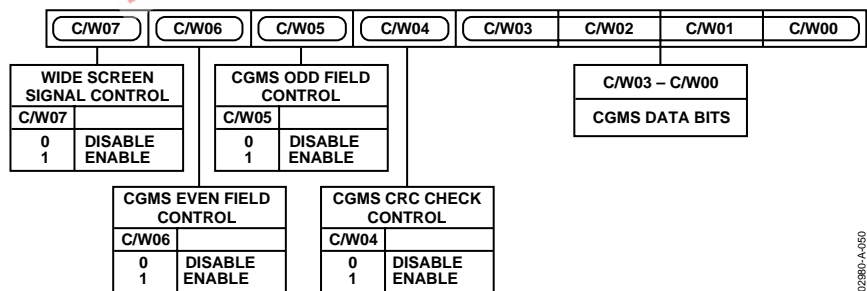 C/W07 C/W06 C/W05 C/W04 C/W03 C/W02 C/W01 C/W00
WIDE SCREEN
SIGNAL CONTROL
C/W07
0 DISABLE
1 ENABLE
CGMS ODD FIELD
CONTROL
C/W05
0 DISABLE
1 ENABLE
C/W03 – C/W00
CGMS DATA BITS
CGMS EVEN FIELD
CONTROL
C/W06
0 DISABLE
1 ENABLE
CGMS CRC CHECK
CONTROL
C/W04
0 DISABLE
1 ENABLE
02980-A-050